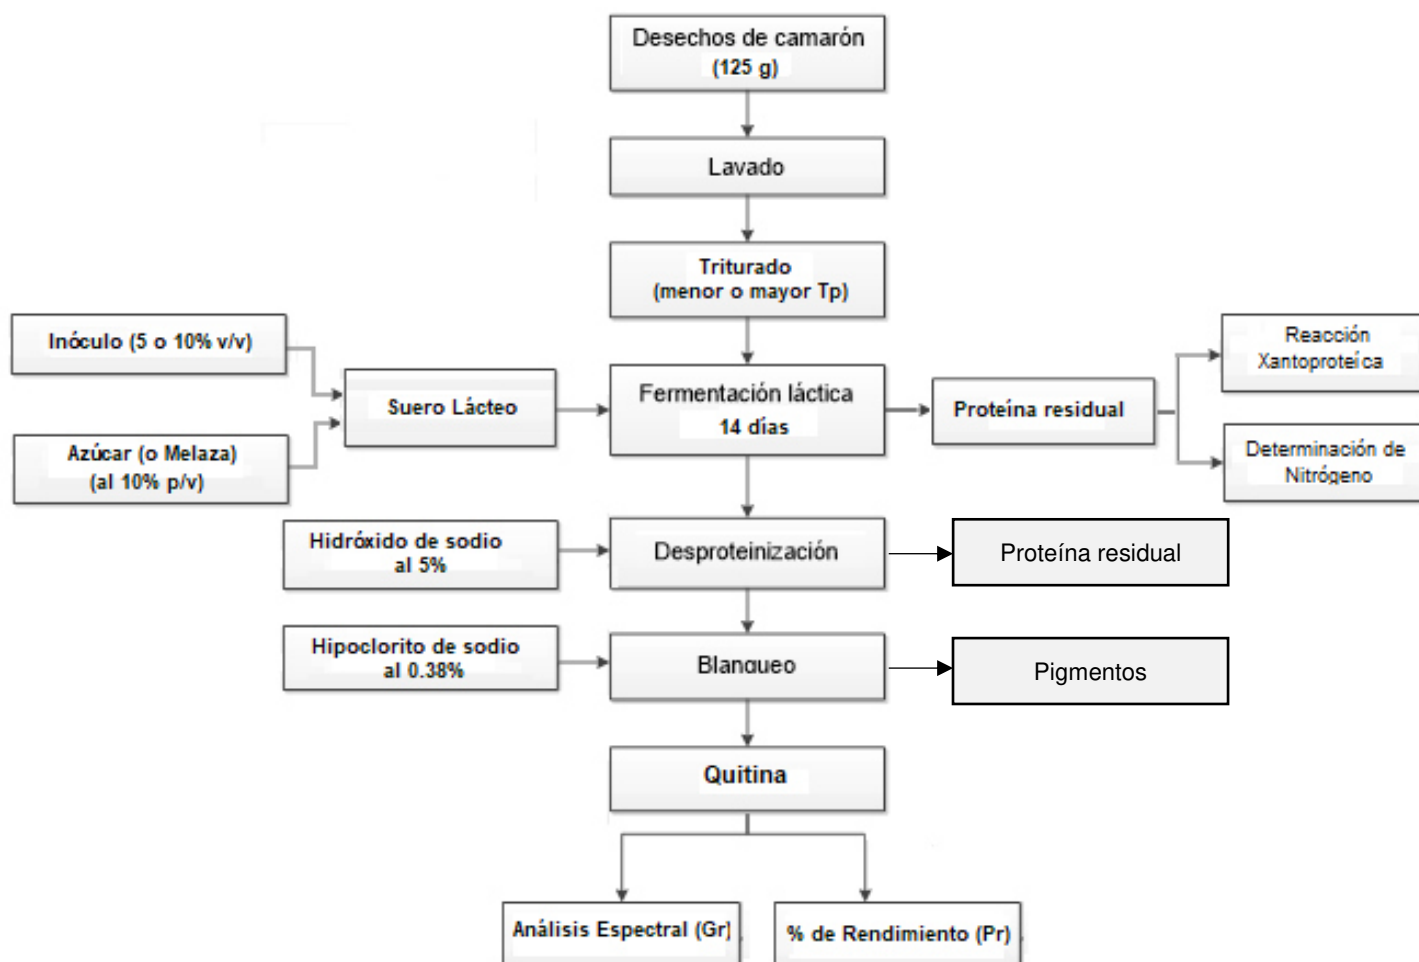 Desechos de camarón
(125 g)
Lavado
Triturado
(menor o mayor Tp)
Inóculo (5 o 10% v/v)
Azúcar (o Melaza)
(al 10% p/v)
Suero Lácteo
Fermentación láctica
14 días
Proteína residual
Reacción
Xantoproteíca
Determinación de
Nitrógeno
Hidróxido de sodio
al 5%
Desproteinización
Proteína residual
Hipoclorito de sodio
al 0.38%
Blanqueo
Pigmentos
Quitina
Análisis Espectral (Gr)
% de Rendimiento (Pr)